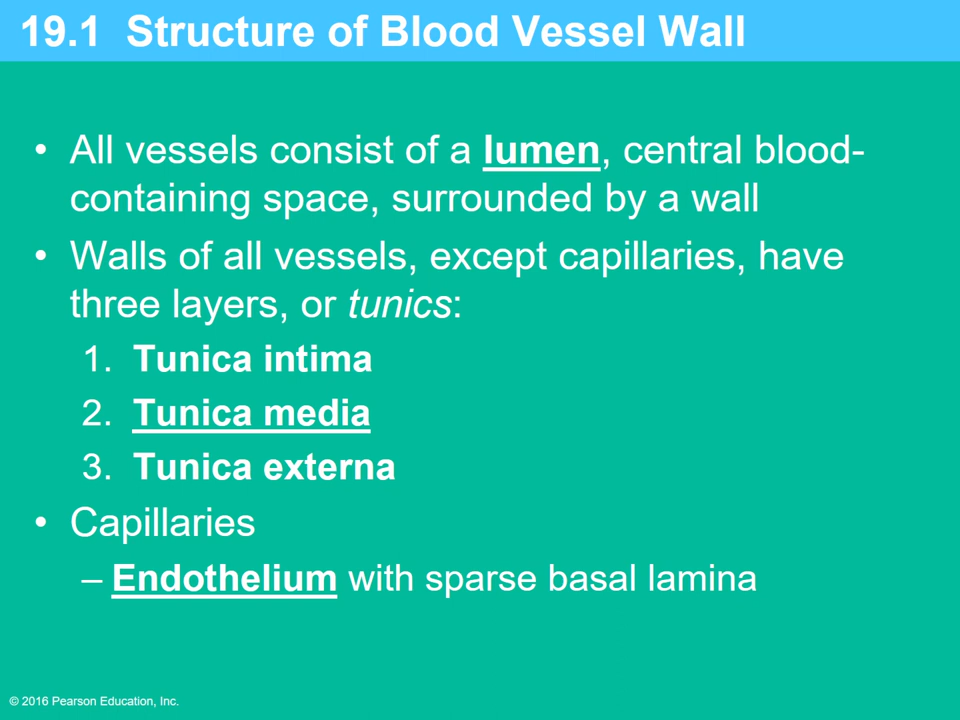 19.1 Structure of Blood Vessel Wall
• All vessels consist of a lumen, central blood-
containing space, surrounded by a wall
• Walls of all vessels, except capillaries, have
three layers, or tunics:
1. Tunica intima
2. Tunica media
3. Tunica externa
• Capillaries
– Endothelium with sparse basal lamina
© 2016 Pearson Education, Inc.